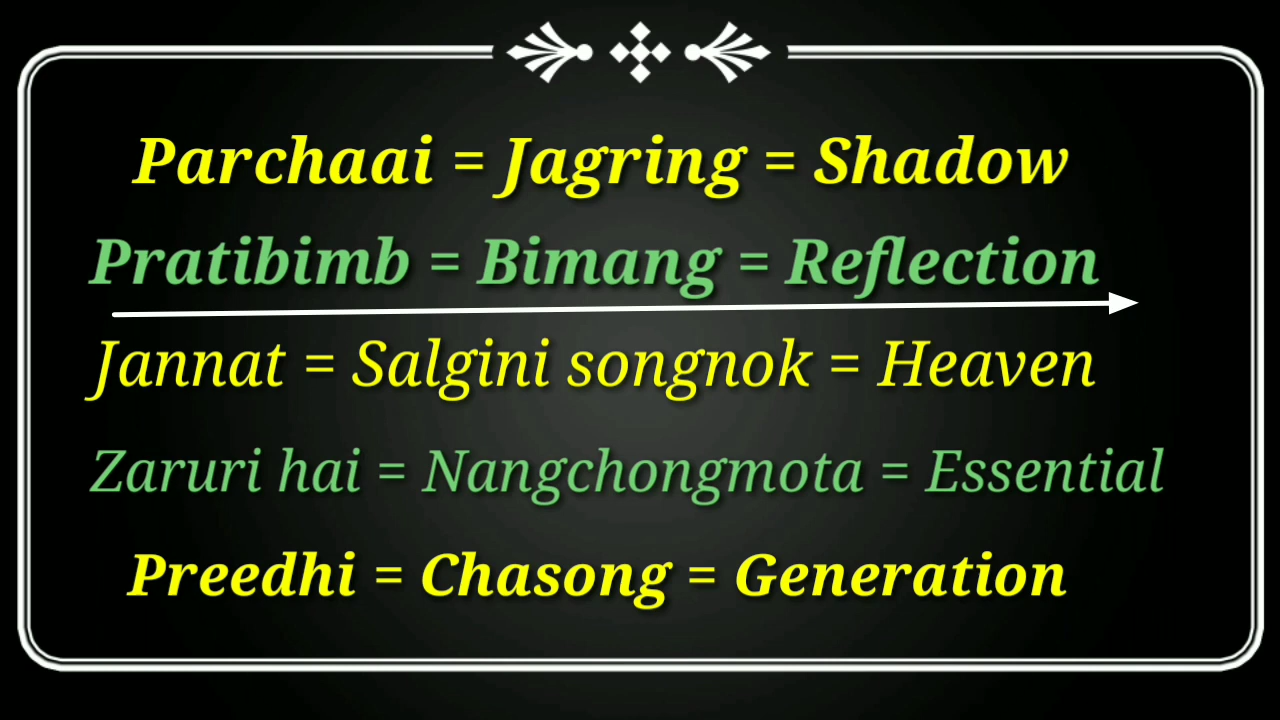 Parchaai = Jagring = Shadow
Pratibimb = Bimang = Reflection
Jannat = Salgini songnok = Heaven
Zaruri hai = Nangchongmota = Essential
Preedhi = Chasong = Generation